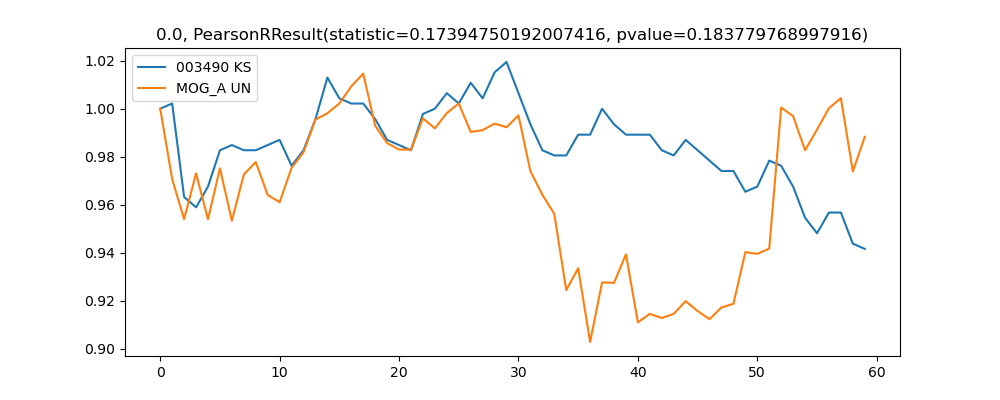 0.0, PearsonRResult(statistic=0.17394750192007416, pvalue=0.183779768997916)
003490 KS
MOG_A UN
1.02
1.00
0.98
0.96
0.94
0.92
0.90
0 10 20 30 40 50 60